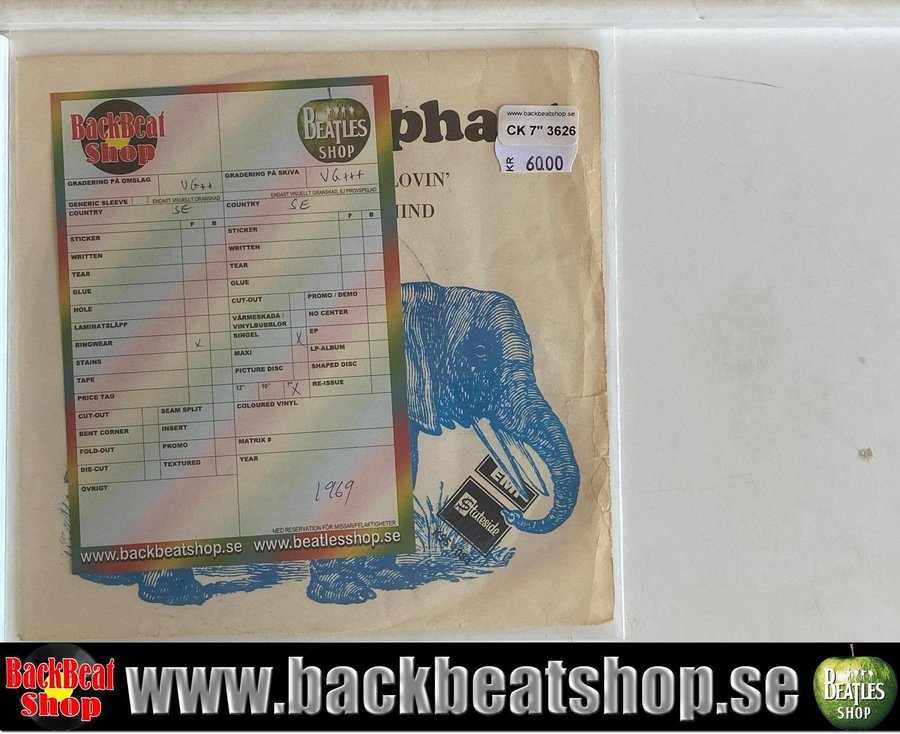 pha
www.backbeatshop.se
CK 7" 3626
KR 60.00
LOVIN'
IIND
BackBeat
Shop
BEATLES
SHOP
GRADERING PÅ OMSLAG VG++
GRADERING PÅ SKIVA VG+++
GENERIC SLEEVE ENDAST VISUELLT GRANSKAD
ENDAST VISUELLT GRANSKAD, EJ PROVSPELAD
COUNTRY SE
COUNTRY SE
F B
F B
STICKER
STICKER
WRITTEN
WRITTEN
TEAR
TEAR
GLUE
GLUE
HOLE
CUT-OUT
PROMO / DEMO
LAMINATSLÄPP
VÄRMESKADA /
VINYLBUBBLOR
NO CENTER
RINGWEAR x
SINGEL X
EP
STAINS
MAXI
LP-ALBUM
TAPE
PICTURE DISC
SHAPED DISC
PRICE TAG
12" 10" 7" X
RE-ISSUE
CUT-OUT
SEAM SPLIT
COLOURED VINYL
BENT CORNER
INSERT
FOLD-OUT
PROMO
MATRIX #
DIE-CUT
TEXTURED
YEAR
ÖVRIGT
1969
MED RESERVATION FÖR MISSAR/FELAKTIGHETER
www.backbeatshop.se www.beatlesshop.se
EMI
Stateside
BackBeat
Shop
www.backbeatshop.se
BEATLES
SHOP